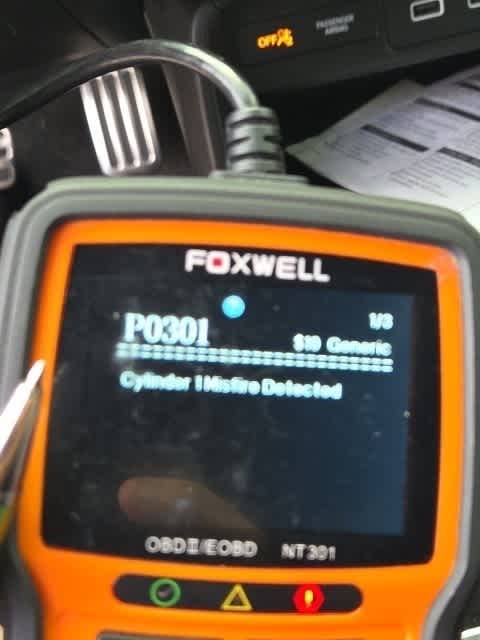 OFF
PASSENGER
AIRBAG
FOXWELL
1/3
P0301
$10 Generic
Cylinder 1 Misfire Detected
OBDII/EOBD NT301